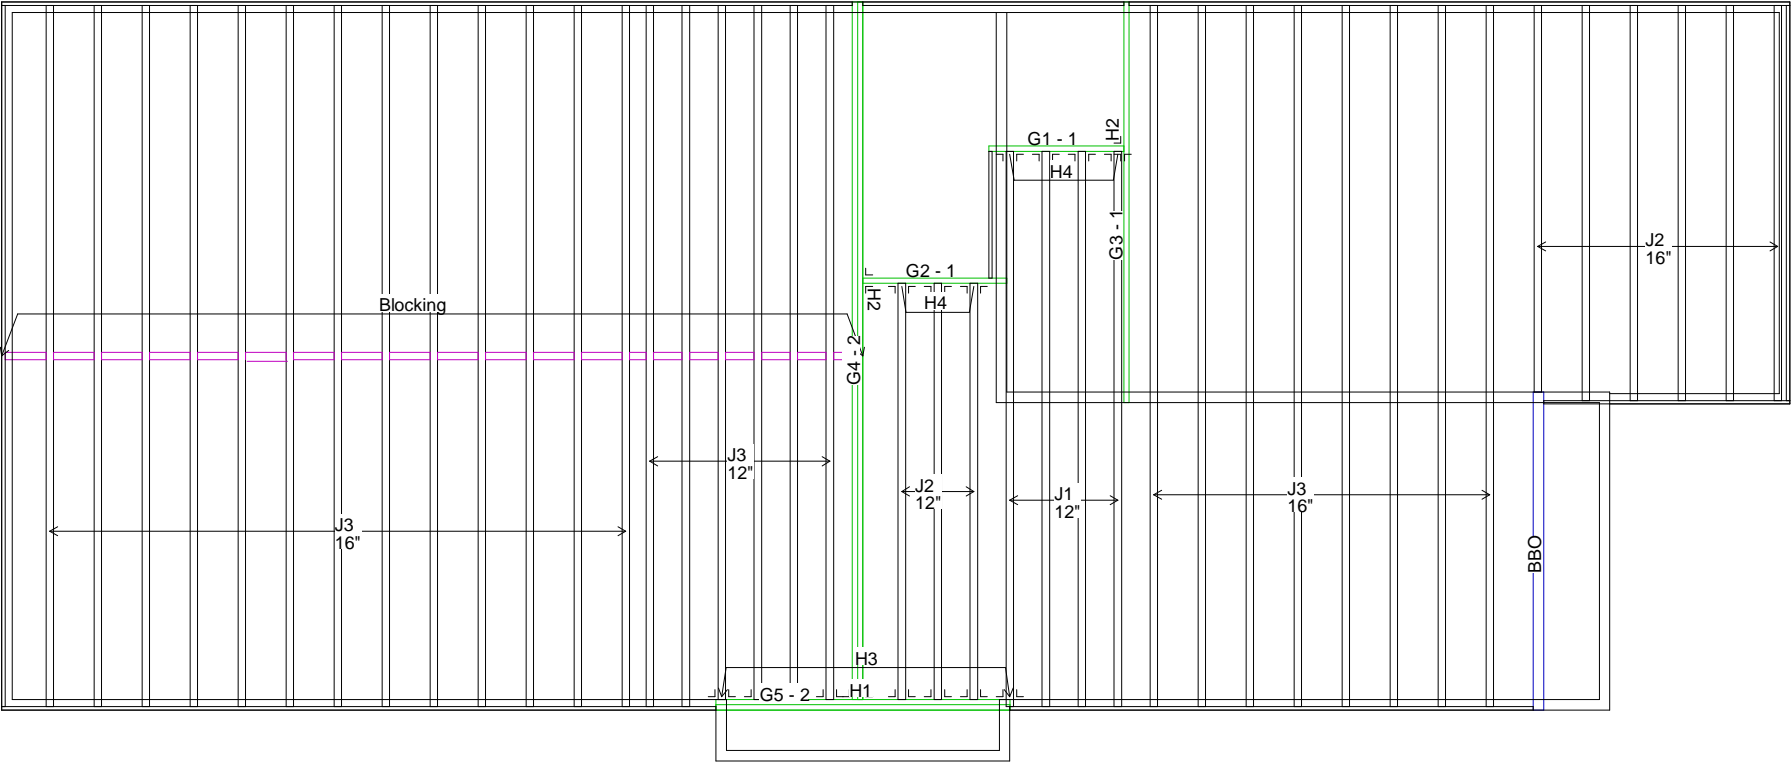 H2
G1 - 1
H4
G3 - 1
J2
16"
G2 - 1
H2
H4
Blocking
G4 - 2
J3
12"
J2
12"
J1
12"
J3
16"
J3
16"
BBO
H3
H1
G5 - 2